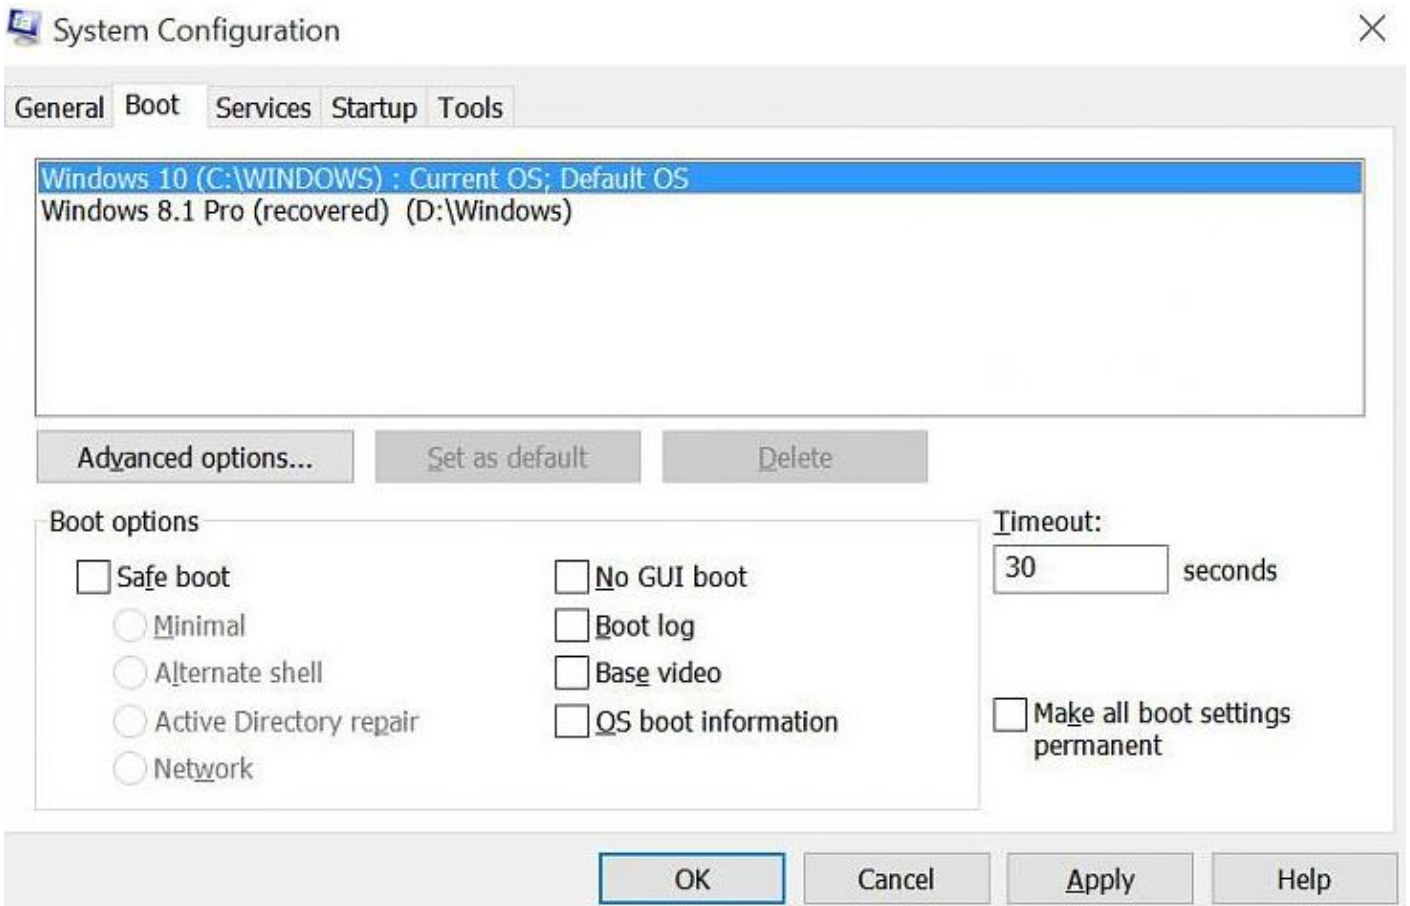 System Configuration
General Boot Services Startup Tools
Windows 10 (C:\WINDOWS) : Current OS; Default OS
Windows 8.1 Pro (recovered) (D:\Windows)
Advanced options... Set as default Delete
Boot options
Safe boot
Minimal
Alternate shell
Active Directory repair
Network
No GUI boot
Boot log
Base video
OS boot information
Timeout:
30 seconds
Make all boot settings
permanent
OK Cancel Apply Help